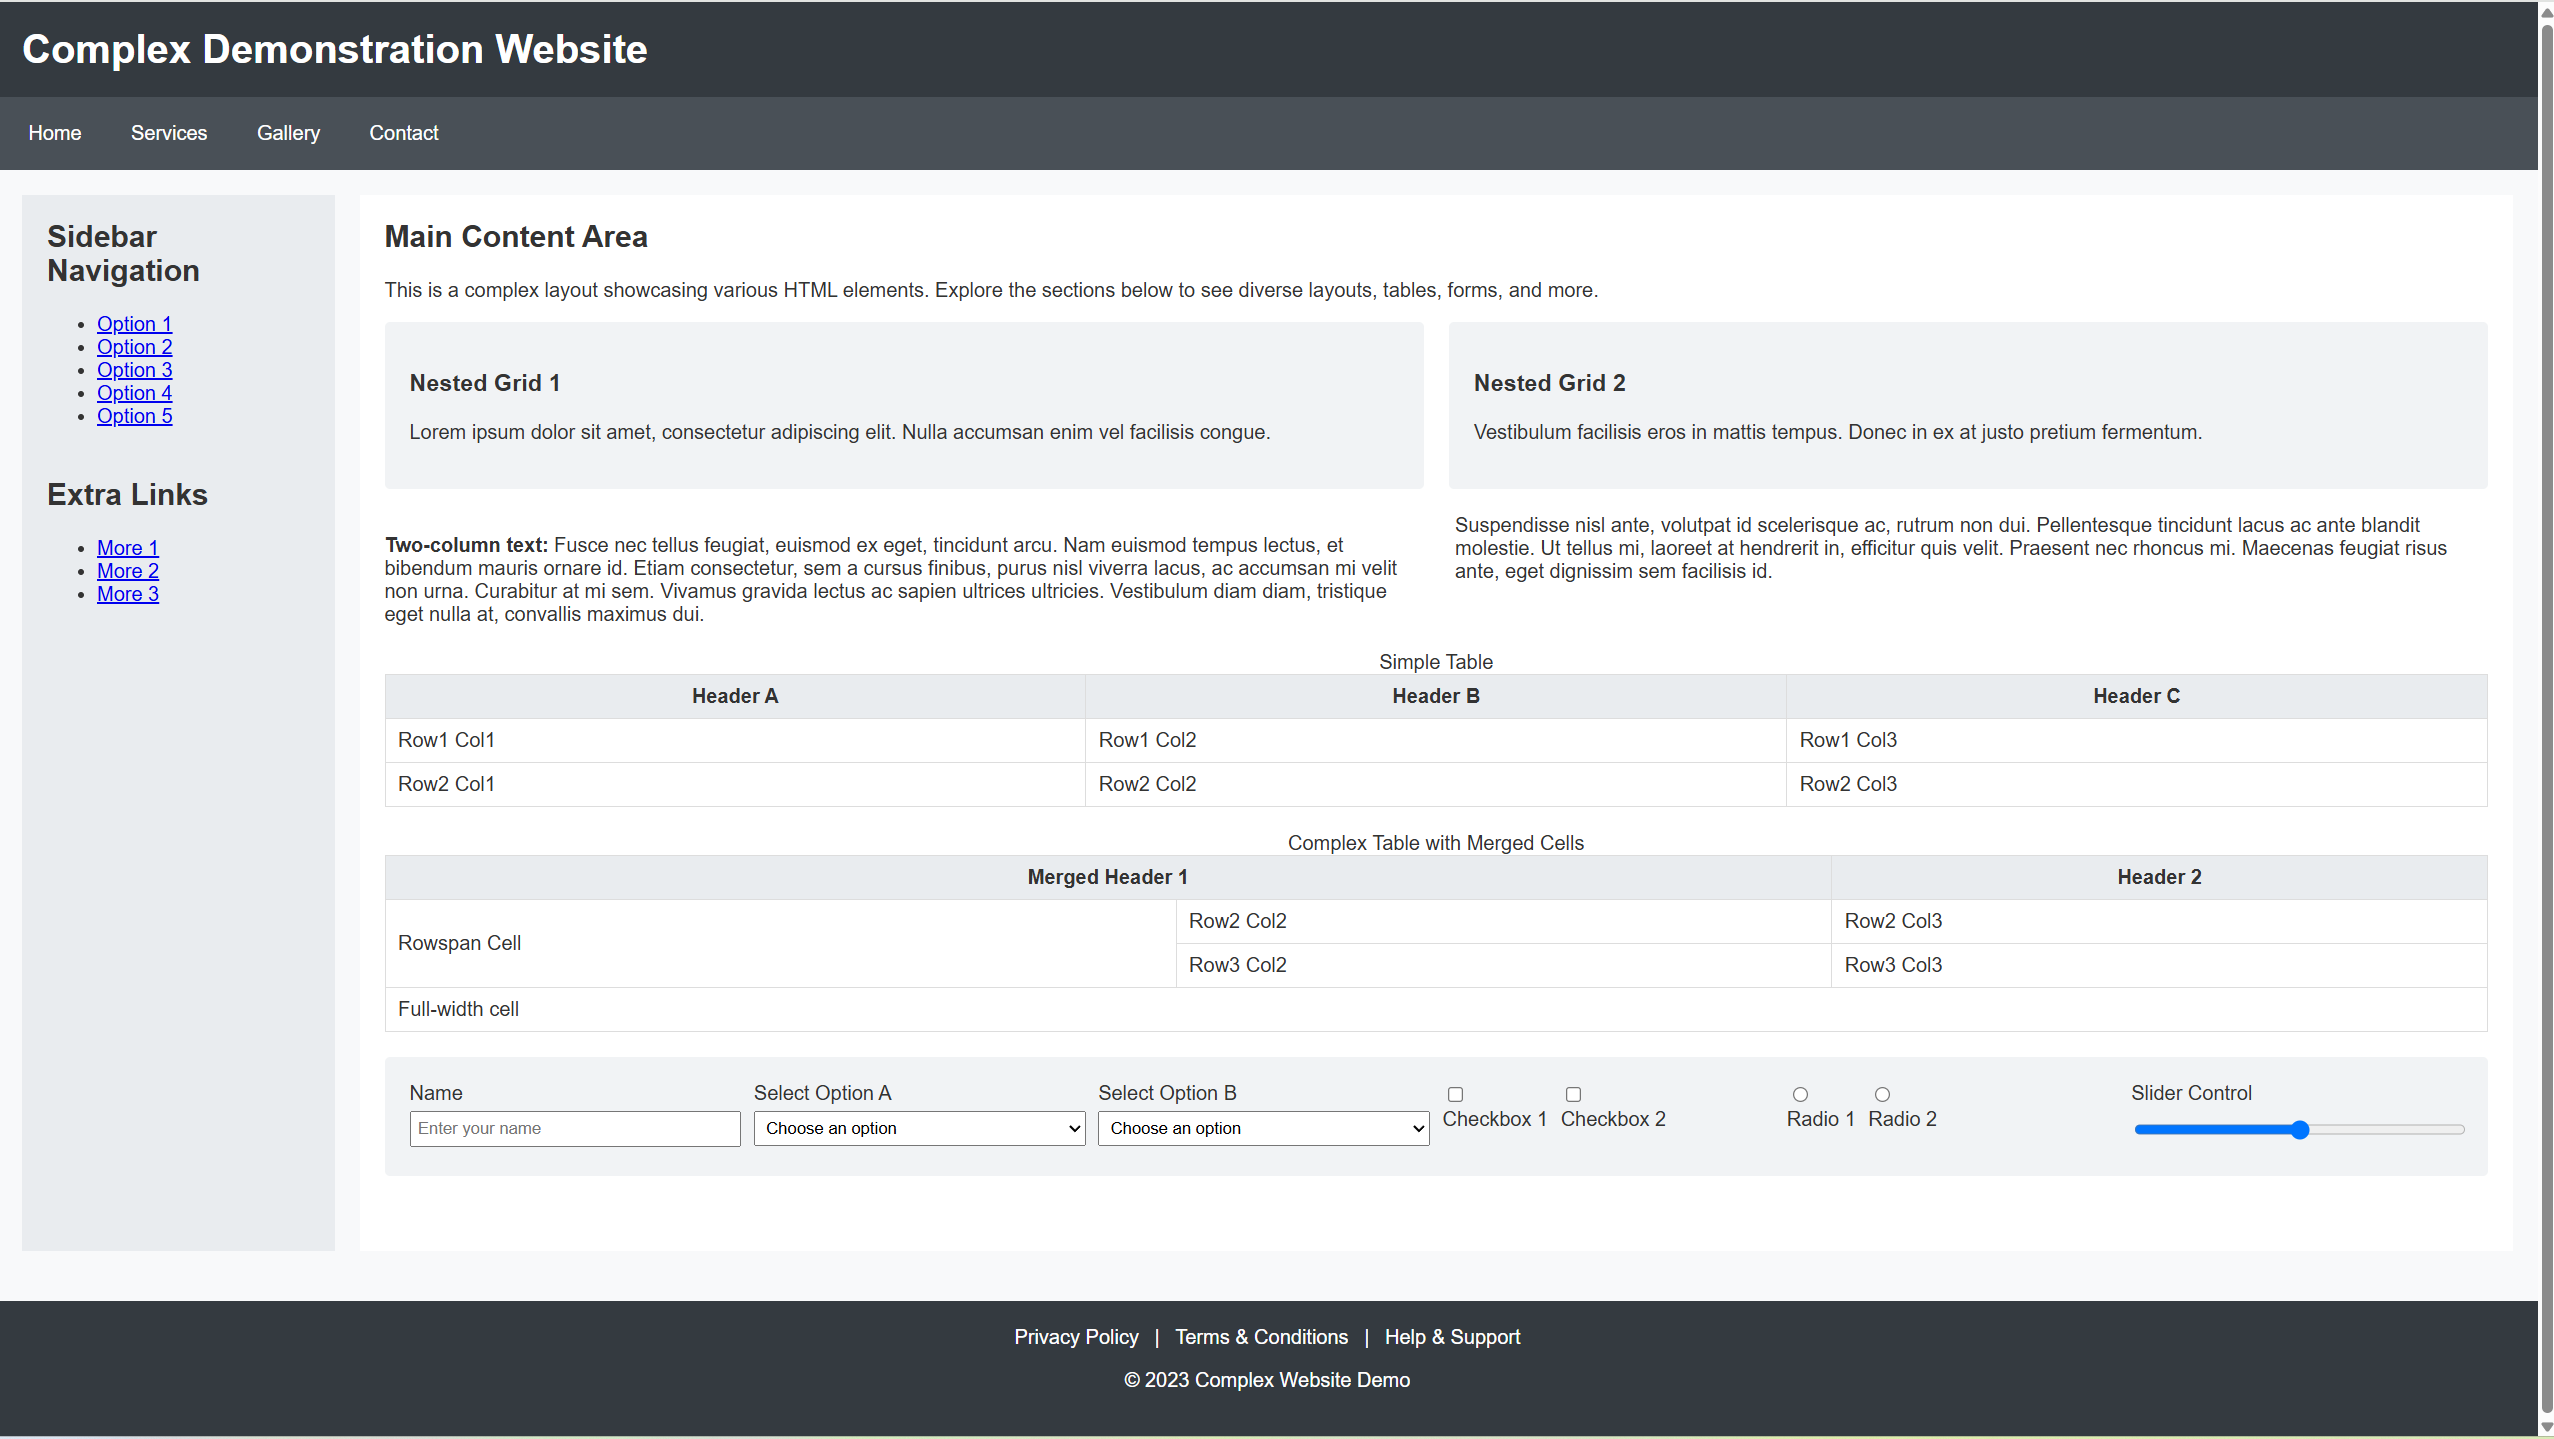 Complex Demonstration Website
Home Services Gallery Contact
Sidebar
Navigation
Option 1
Option 2
Option 3
Option 4
Option 5
Extra Links
More 1
More 2
More 3
Main Content Area
This is a complex layout showcasing various HTML elements. Explore the sections below to see diverse layouts, tables, forms, and more.
Nested Grid 1
Lorem ipsum dolor sit amet, consectetur adipiscing elit. Nulla accumsan enim vel facilisis congue.
Nested Grid 2
Vestibulum facilisis eros in mattis tempus. Donec in ex at justo pretium fermentum.
Two-column text: Fusce nec tellus feugiat, euismod ex eget, tincidunt arcu. Nam euismod tempus lectus, et
bibendum mauris ornare id. Etiam consectetur, sem a cursus finibus, purus nisl viverra lacus, ac accumsan mi velit
non urna. Curabitur at mi sem. Vivamus gravida lectus ac sapien ultrices ultricies. Vestibulum diam diam, tristique
eget nulla at, convallis maximus dui.
Suspendisse nisl ante, volutpat id scelerisque ac, rutrum non dui. Pellentesque tincidunt lacus ac ante blandit
molestie. Ut tellus mi, laoreet at hendrerit in, efficitur quis velit. Praesent nec rhoncus mi. Maecenas feugiat risus
ante, eget dignissim sem facilisis id.
Simple Table
Header A Header B Header C
Row1 Col1 Row1 Col2 Row1 Col3
Row2 Col1 Row2 Col2 Row2 Col3
Complex Table with Merged Cells
Merged Header 1 Header 2
Rowspan Cell Row2 Col2 Row2 Col3
Row3 Col2 Row3 Col3
Full-width cell
Name
Enter your name
Select Option A
Choose an option
Select Option B
Choose an option
Checkbox 1 Checkbox 2
Radio 1 Radio 2
Slider Control
Privacy Policy | Terms & Conditions | Help & Support
© 2023 Complex Website Demo